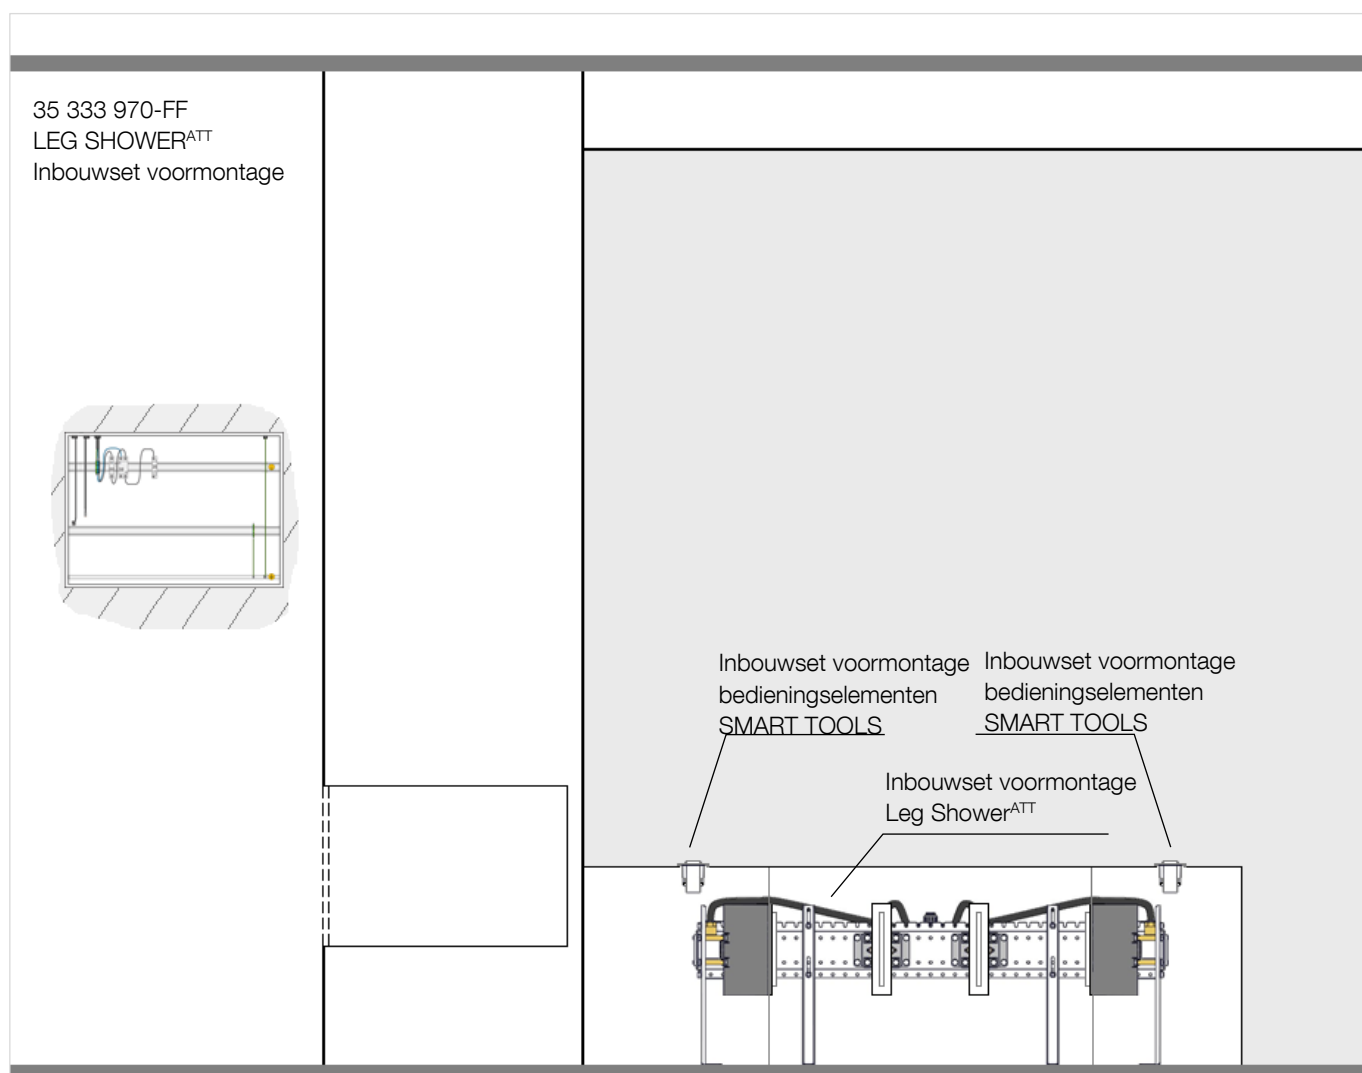 35 333 970-FF
LEG SHOWERᴬᵀᵀ
Inbouwset voormontage
Inbouwset voormontage
bedieningselementen
SMART TOOLS
Inbouwset voormontage
bedieningselementen
SMART TOOLS
Inbouwset voormontage
Leg Showerᴬᵀᵀ